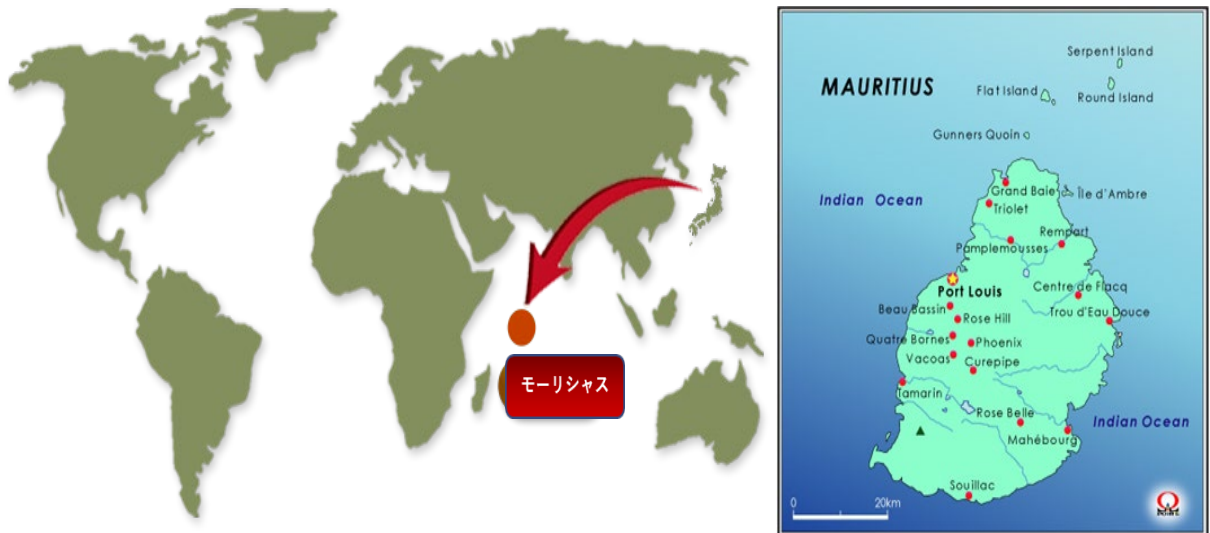 モーリシャス
MAURITIUS
Serpent Island
Flat Island
Round Island
Gunners Quoin
Grand Baie
Île d'Ambre
Indian Ocean
Triolet
Rempart
Pamplemousses
Port Louis
Centre de Flacq
Beau Bassin
Rose Hill
Trou d'Eau Douce
Quatre Bornes
Phoenix
Vacoas
Curepipe
Tamarin
Rose Belle
Indian Ocean
Mahébourg
Souillac
0
20km